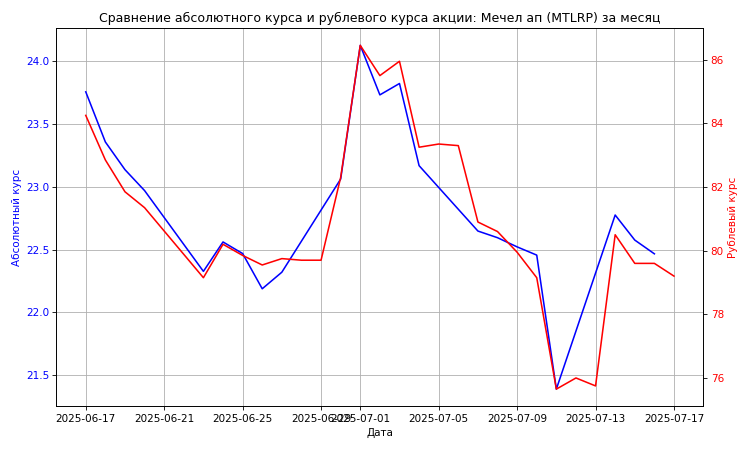 Сравнение абсолютного курса и рублевого курса акции: Мечел ап (MTLRP) за месяц
24.0
23.5
23.0
22.5
22.0
21.5
Абсолютный курс
86
84
82
80
78
76
Рублевый курс
2025-06-17 2025-06-21 2025-06-25 2025-06-29 2025-07-01 2025-07-05 2025-07-09 2025-07-13 2025-07-17
Дата